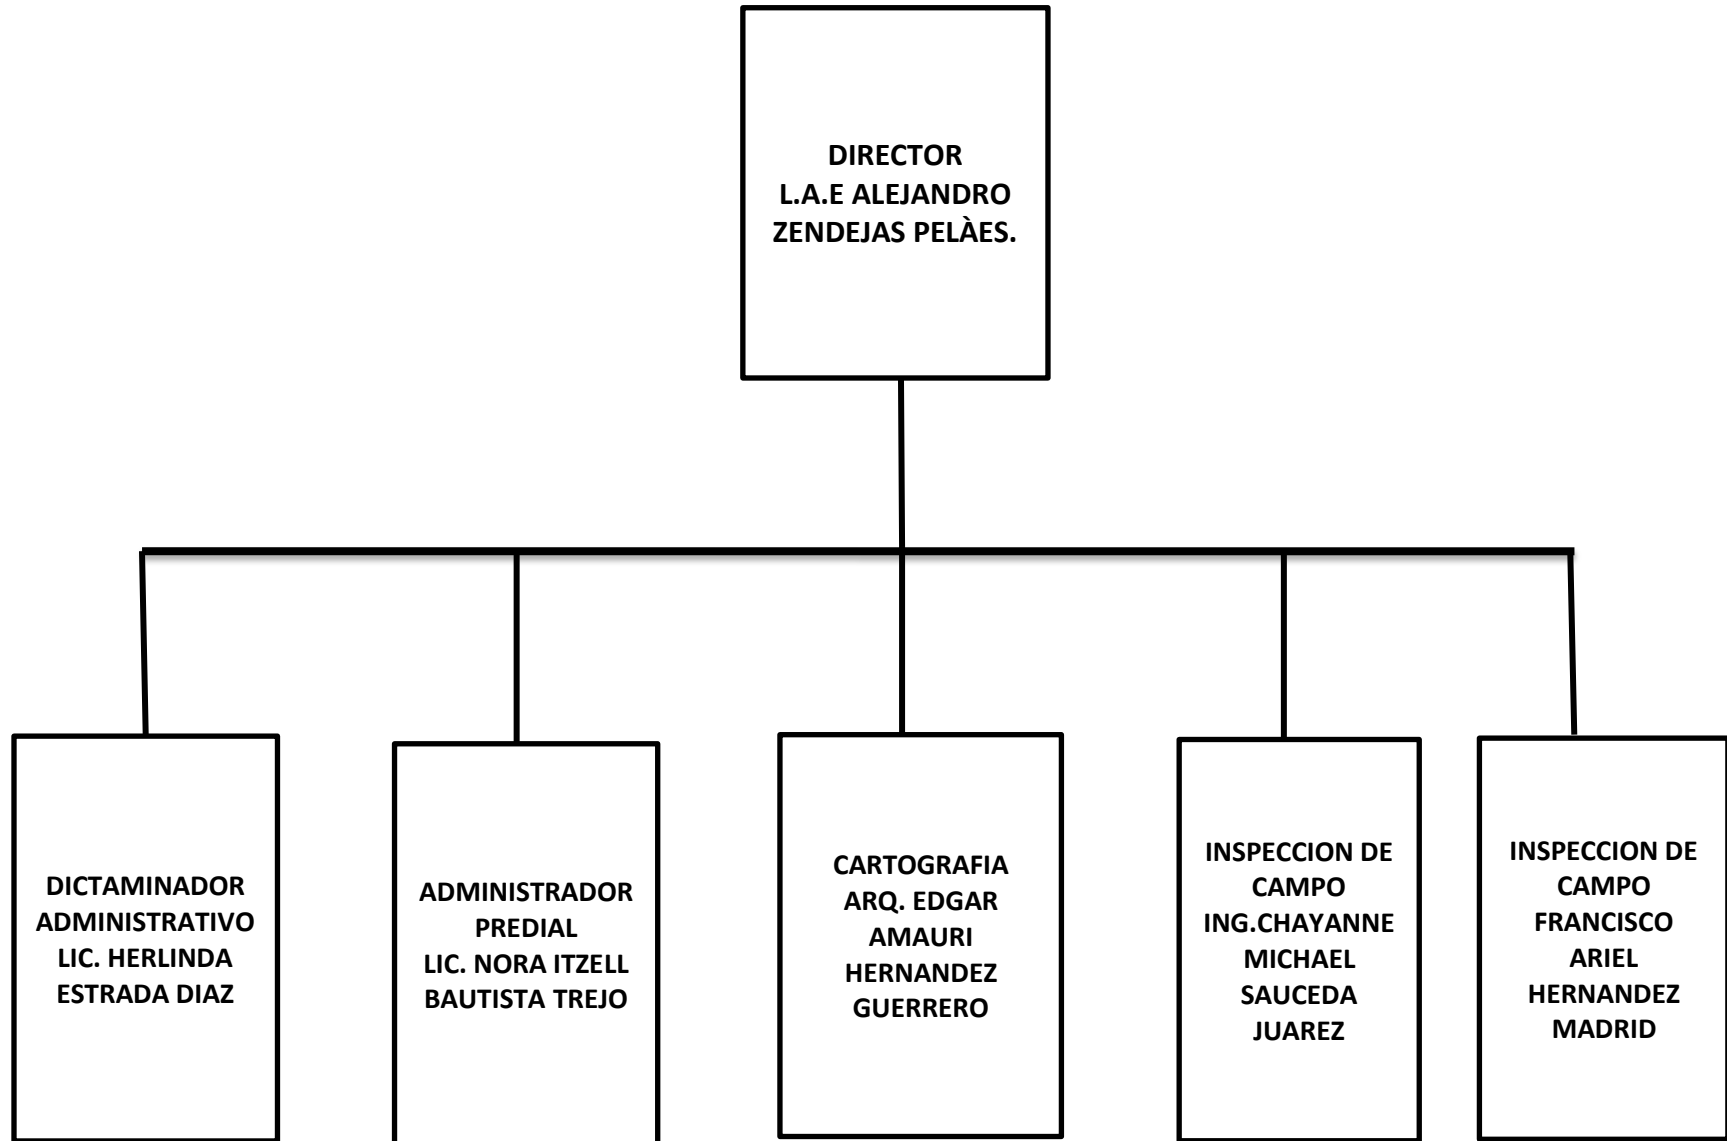 DIRECTOR
L.A.E ALEJANDRO
ZENDEJAS PELÀES.
DICTAMINADOR
ADMINISTRATIVO
LIC. HERLINDA
ESTRADA DIAZ
ADMINISTRADOR
PREDIAL
LIC. NORA ITZELL
BAUTISTA TREJO
CARTOGRAFIA
ARQ. EDGAR
AMAURI
HERNANDEZ
GUERRERO
INSPECCION DE
CAMPO
ING.CHAYANNE
MICHAEL
SAUCEDA
JUAREZ
INSPECCION DE
CAMPO
FRANCISCO
ARIEL
HERNANDEZ
MADRID